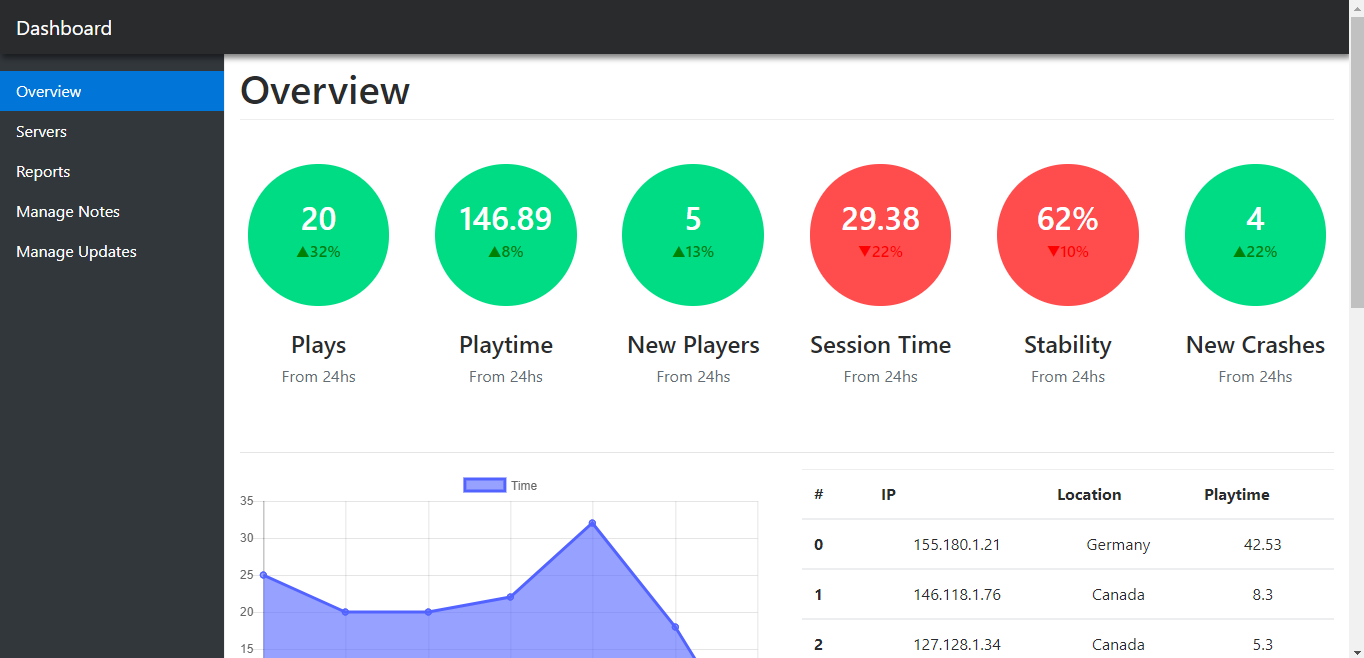 Dashboard
Overview
Servers
Reports
Manage Notes
Manage Updates
Overview
20
▲32%
Plays
From 24hs
146.89
▲8%
Playtime
From 24hs
5
▲13%
New Players
From 24hs
29.38
▼22%
Session Time
From 24hs
62%
▼10%
Stability
From 24hs
4
▲22%
New Crashes
From 24hs
Time
35
30
25
20
15
# IP Location Playtime
0 155.180.1.21 Germany 42.53
1 146.118.1.76 Canada 8.3
2 127.128.1.34 Canada 5.3